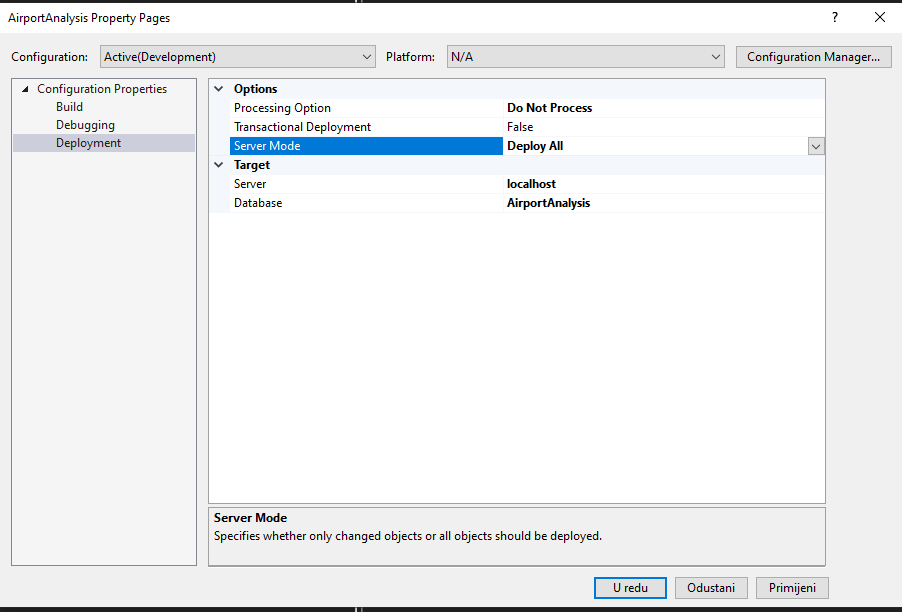 AirportAnalysis Property Pages
?
Configuration: Active(Development) Platform: N/A Configuration Manager...
Configuration Properties
Build
Debugging
Deployment
Options
Processing Option Do Not Process
Transactional Deployment False
Server Mode Deploy All
Target
Server localhost
Database AirportAnalysis
Server Mode
Specifies whether only changed objects or all objects should be deployed.
U redu Odustani Primijeni